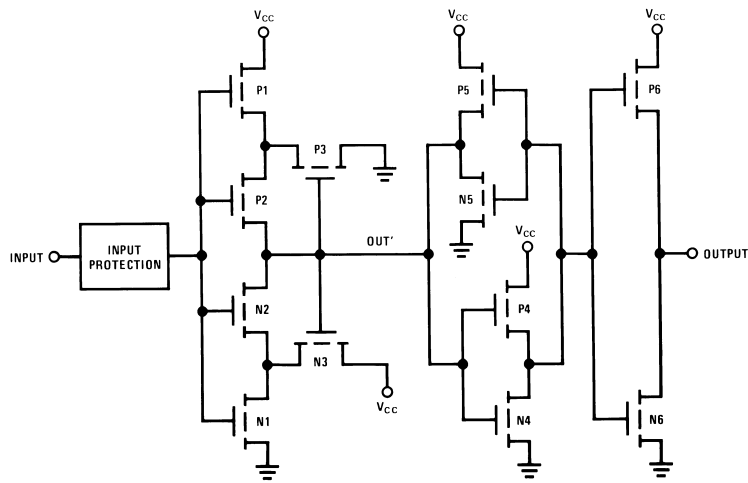 VCC
VCC
VCC
P1
P5
P6
P3
P2
N5
OUT'
VCC
INPUT
INPUT PROTECTION
OUTPUT
N2
P4
N3
VCC
N1
N4
N6